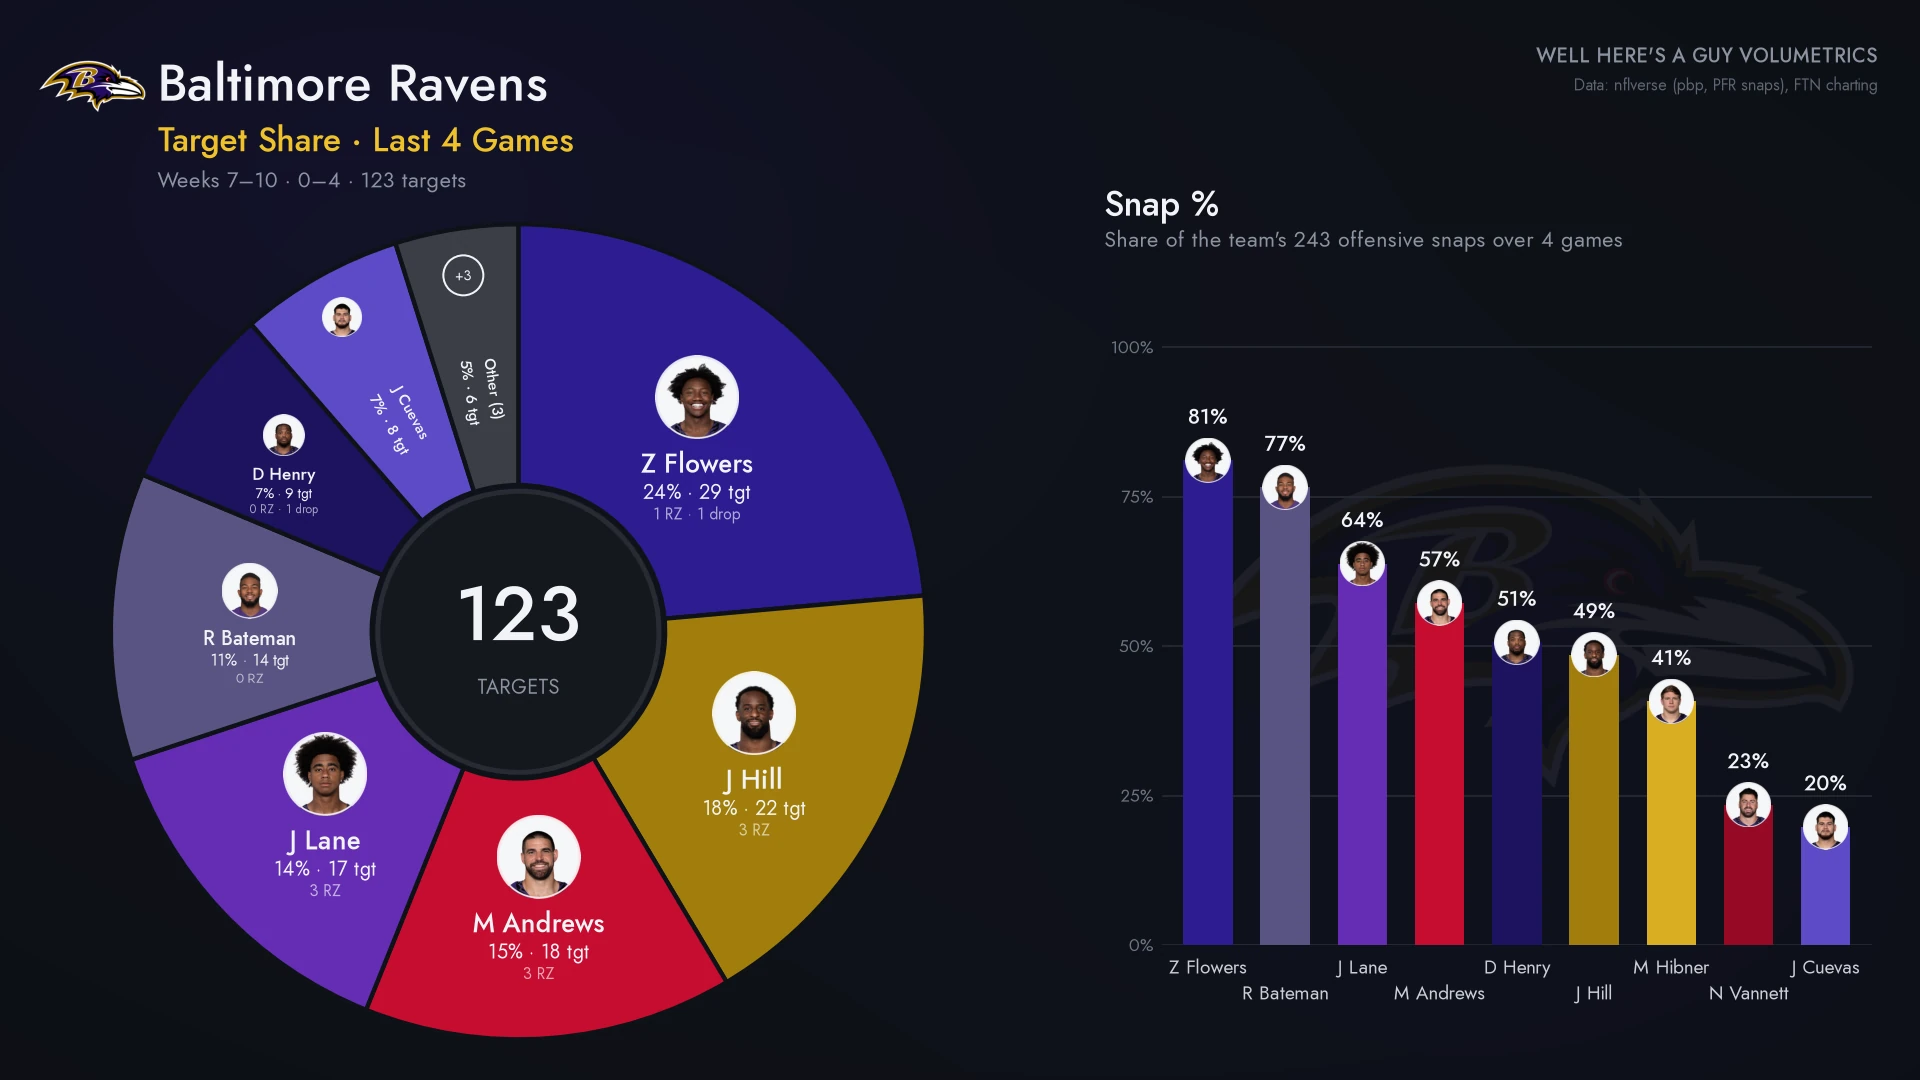 Baltimore Ravens
Target Share · Last 4 Games
Weeks 7–10 · 0–4 · 123 targets
WELL HERE'S A GUY VOLUMETRICS
Data: nflverse (pbp, PFR snaps), FTN charting
Z Flowers
24% · 29 tgt
1 RZ · 1 drop
J Hill
18% · 22 tgt
3 RZ
M Andrews
15% · 18 tgt
3 RZ
J Lane
14% · 17 tgt
3 RZ
R Bateman
11% · 14 tgt
0 RZ
D Henry
7% · 9 tgt
0 RZ · 1 drop
J Cuevas
7% · 8 tgt
+3
Other (3)
5% · 6 tgt
123
TARGETS
Snap %
Share of the team's 243 offensive snaps over 4 games
100%
75%
50%
25%
0%
81%
77%
64%
57%
51%
49%
41%
23%
20%
Z Flowers
R Bateman
J Lane
M Andrews
D Henry
J Hill
M Hibner
N Vannett
J Cuevas
B
B